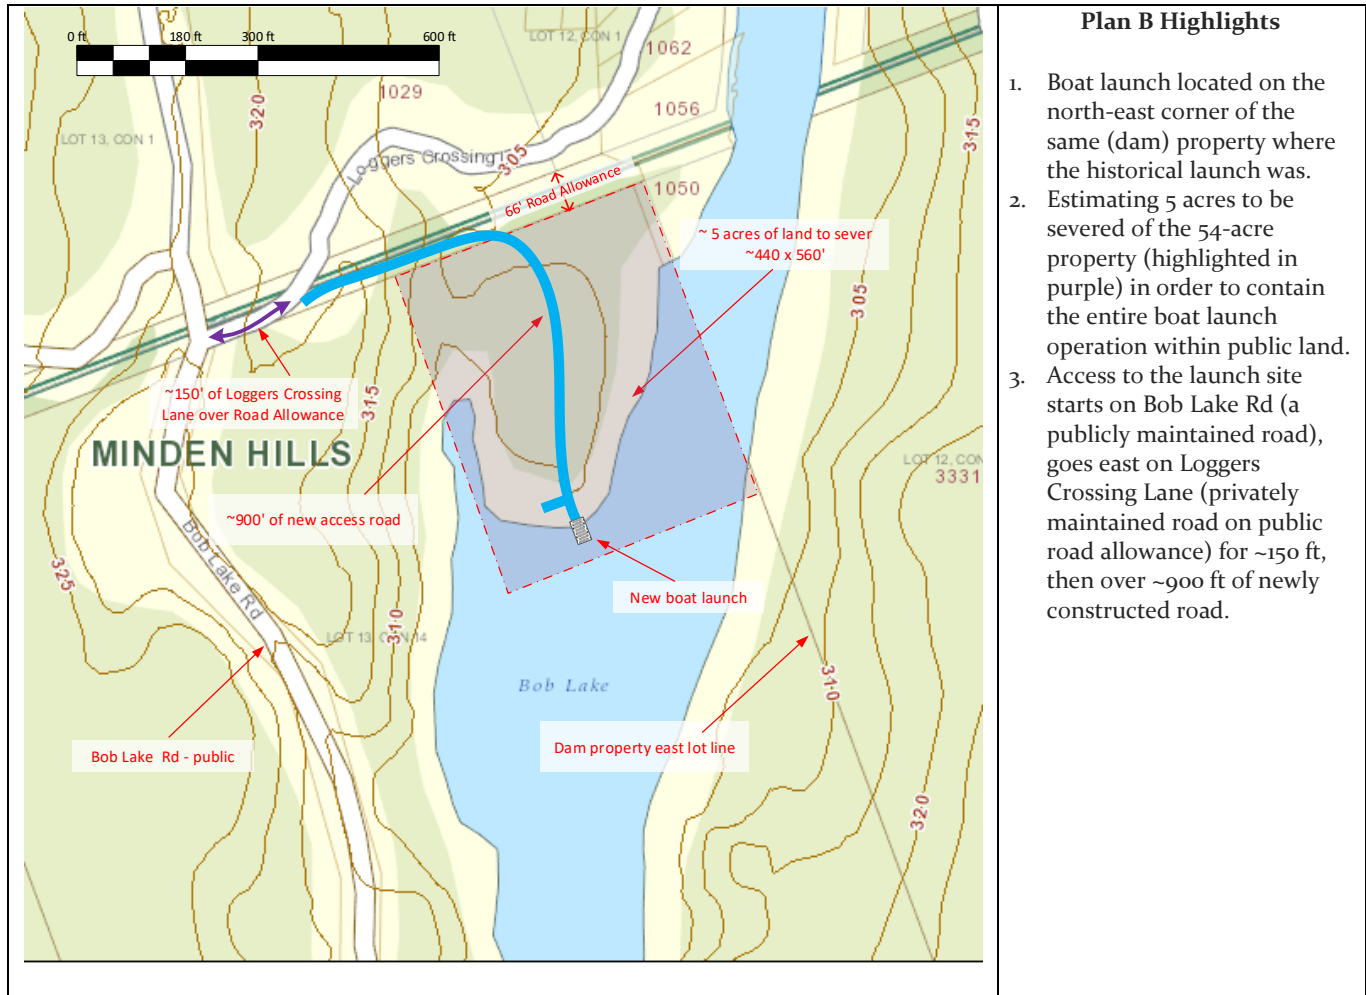 0 ft 180 ft 300 ft 600 ft
LOT 12, CON 1
1062
1029
320
1056
315
LOT 13, CON 1
Loggers Crossing
305
66' Road Allowance
1050
~ 5 acres of land to sever
~440 x 560'
305
~150' of Loggers Crossing
Lane over Road Allowance
315
MINDEN HILLS
LOT 12, CON
3331
~900' of new access road
Bob Lake Rd
325
New boat launch
310
LOT 13, CON 14
Bob Lake
310
Bob Lake Rd - public
Dam property east lot line
320
Plan B Highlights
1. Boat launch located on the
north-east corner of the
same (dam) property where
the historical launch was.
2. Estimating 5 acres to be
severed of the 54-acre
property (highlighted in
purple) in order to contain
the entire boat launch
operation within public land.
3. Access to the launch site
starts on Bob Lake Rd (a
publicly maintained road),
goes east on Loggers
Crossing Lane (privately
maintained road on public
road allowance) for ~150 ft,
then over ~900 ft of newly
constructed road.